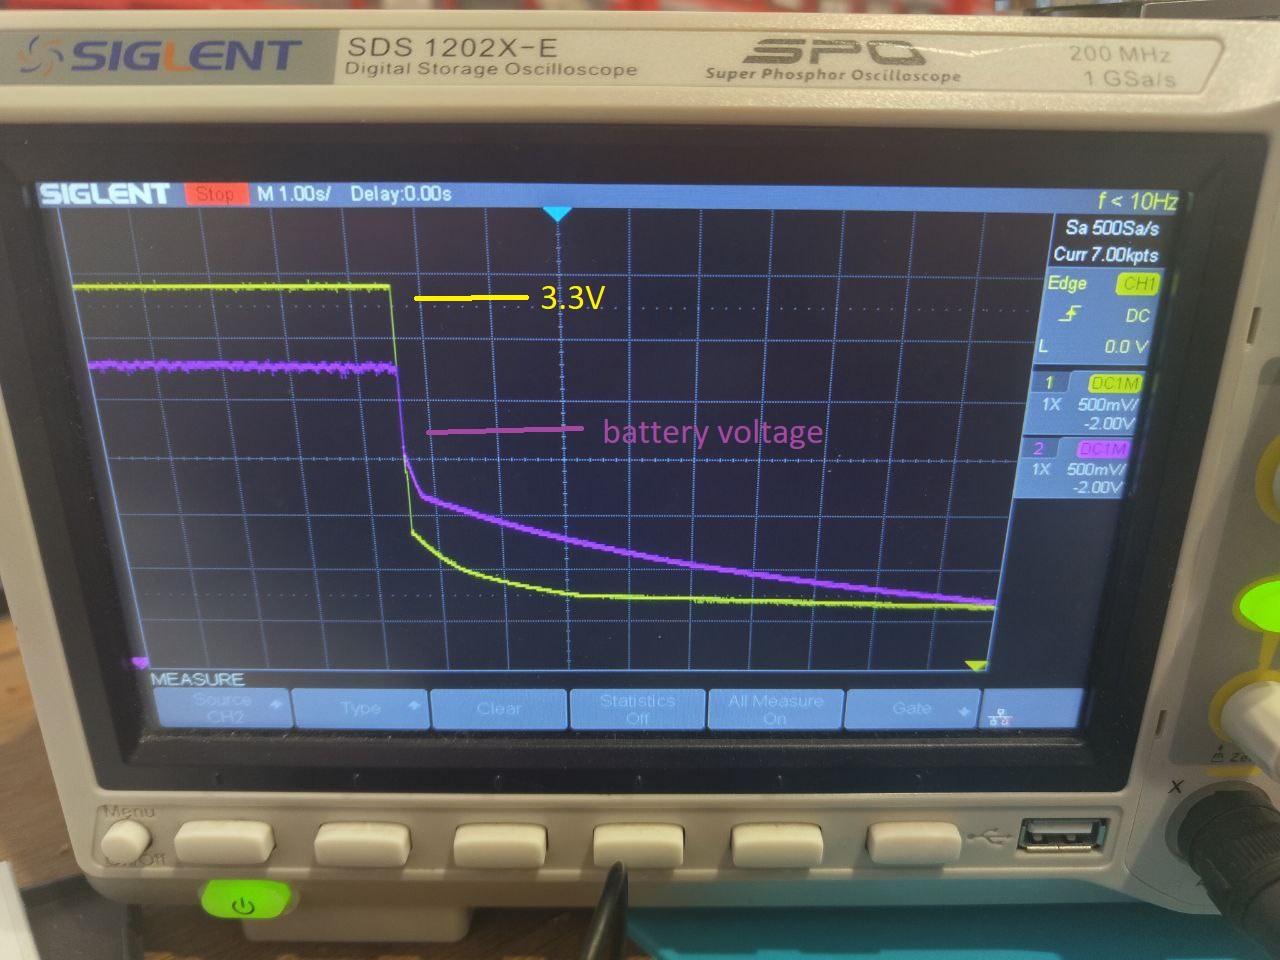 SIGLENT SDS 1202X-E
Digital Storage Oscilloscope
SPO
Super Phosphor Oscilloscope
200 MHz
1 GSa/s
SIGLENT Stop M 1.00s/ Delay:0.00s f < 10Hz
Sa 500Sa/s
Curr 7.00kpts
Edge CH1
DC
L 0.0 V
1 DC1M
1X 500mV/
-2.00V
2 DC1M
1X 500mV/
-2.00V
3.3V
battery voltage
MEASURE
Source
CH2
Type
Clear
Statistics
Off
All Measure
On
Gate
Menu
On/Off
X